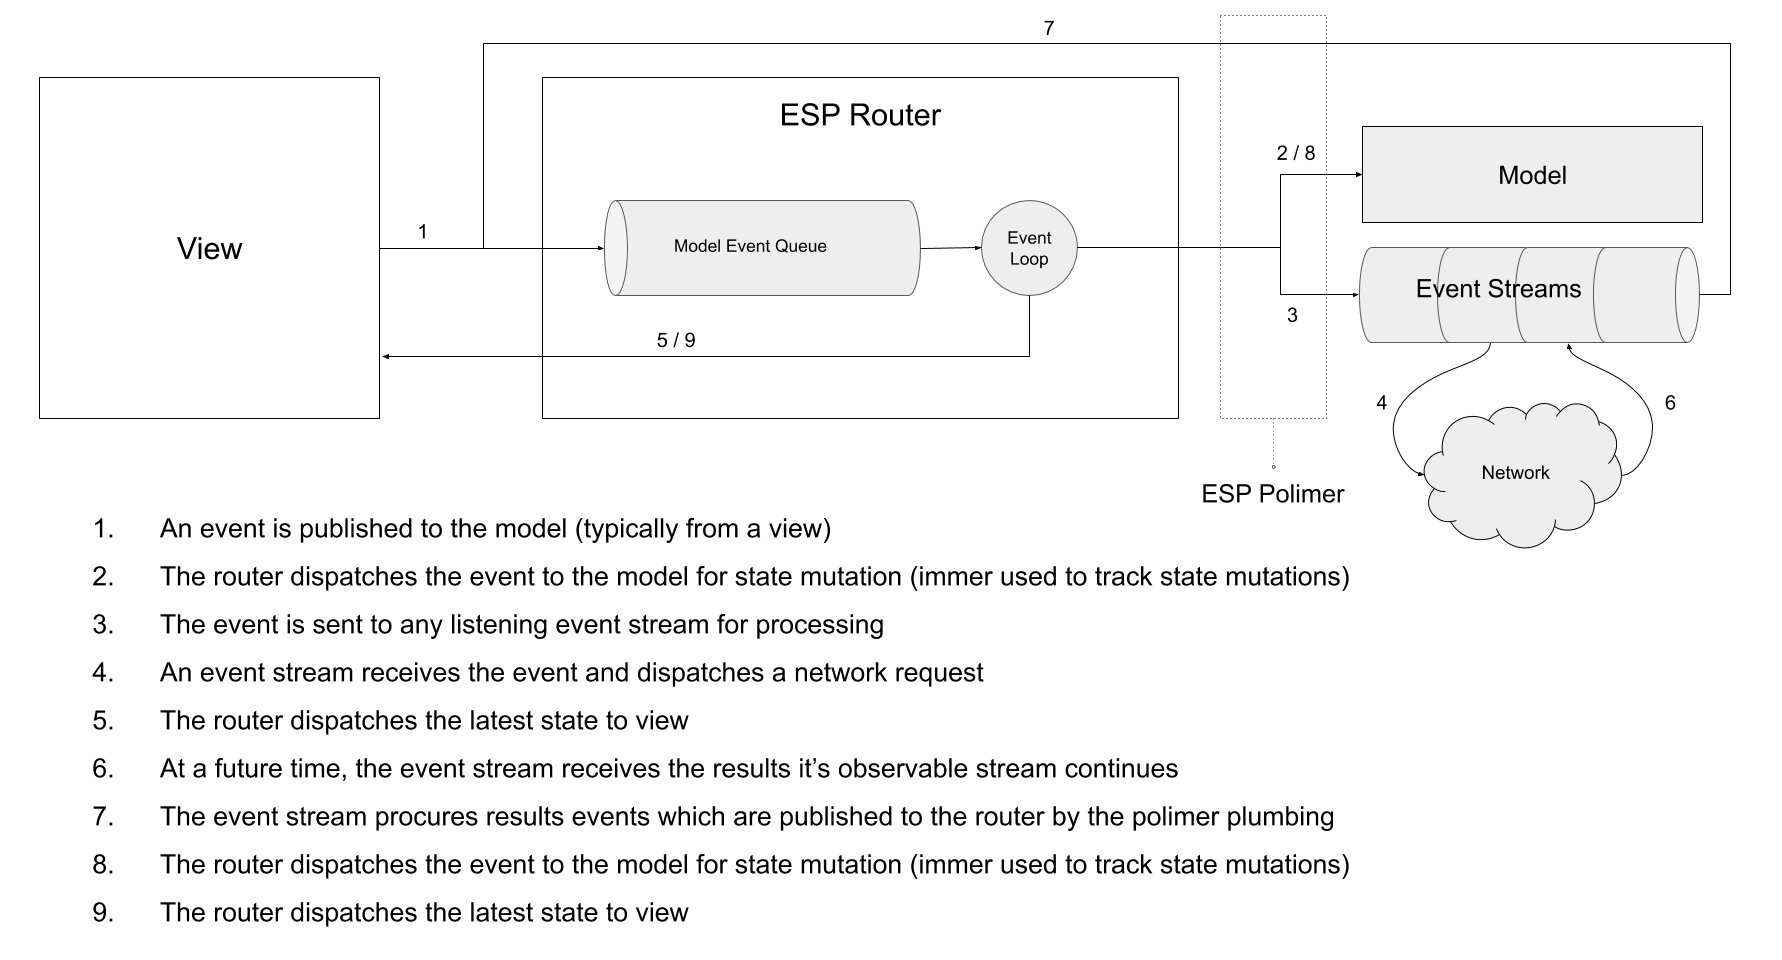 7
ESP Router
2 / 8
Model
View
1
Model Event Queue
Event
Loop
Event Streams
3
5 / 9
4
6
Network
ESP Polimer
1. An event is published to the model (typically from a view)
2. The router dispatches the event to the model for state mutation (immer used to track state mutations)
3. The event is sent to any listening event stream for processing
4. An event stream receives the event and dispatches a network request
5. The router dispatches the latest state to view
6. At a future time, the event stream receives the results it’s observable stream continues
7. The event stream procures results events which are published to the router by the polimer plumbing
8. The router dispatches the event to the model for state mutation (immer used to track state mutations)
9. The router dispatches the latest state to view